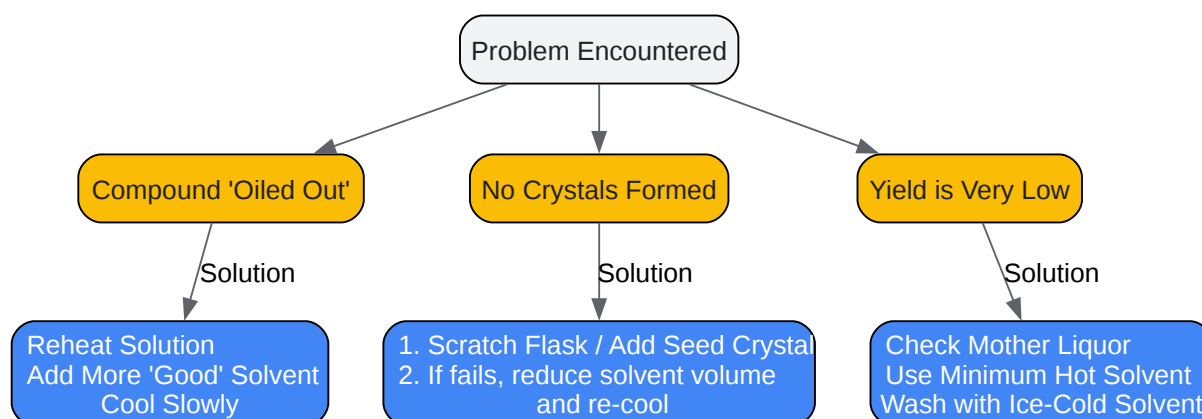 Problem Encountered
Compound 'Oiled Out'
No Crystals Formed
Yield is Very Low
Solution
Solution
Solution
Reheat Solution
Add More 'Good' Solvent
Cool Slowly
1. Scratch Flask / Add Seed Crystal
2. If fails, reduce solvent volume
and re-cool
Check Mother Liquor
Use Minimum Hot Solvent
Wash with Ice-Cold Solvent